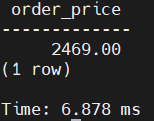 order_price
-------------
2469.00
(1 row)
Time: 6.878 ms